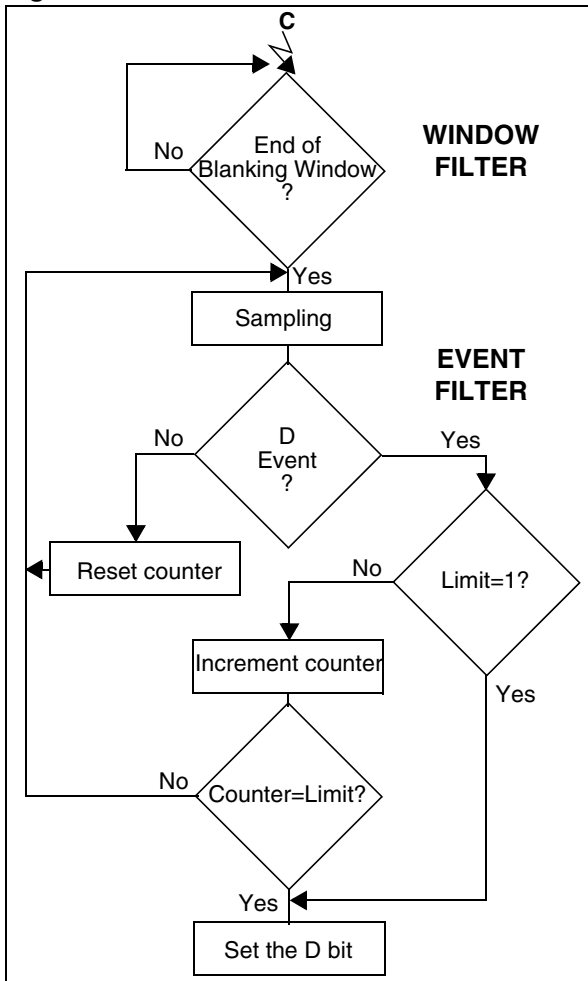 C
End of
Blanking Window
?
No
WINDOW
FILTER
Yes
Sampling
EVENT
FILTER
D
Event
?
No
Yes
Reset counter
Limit=1?
No
Increment counter
Yes
Counter=Limit?
No
Yes
Set the D bit